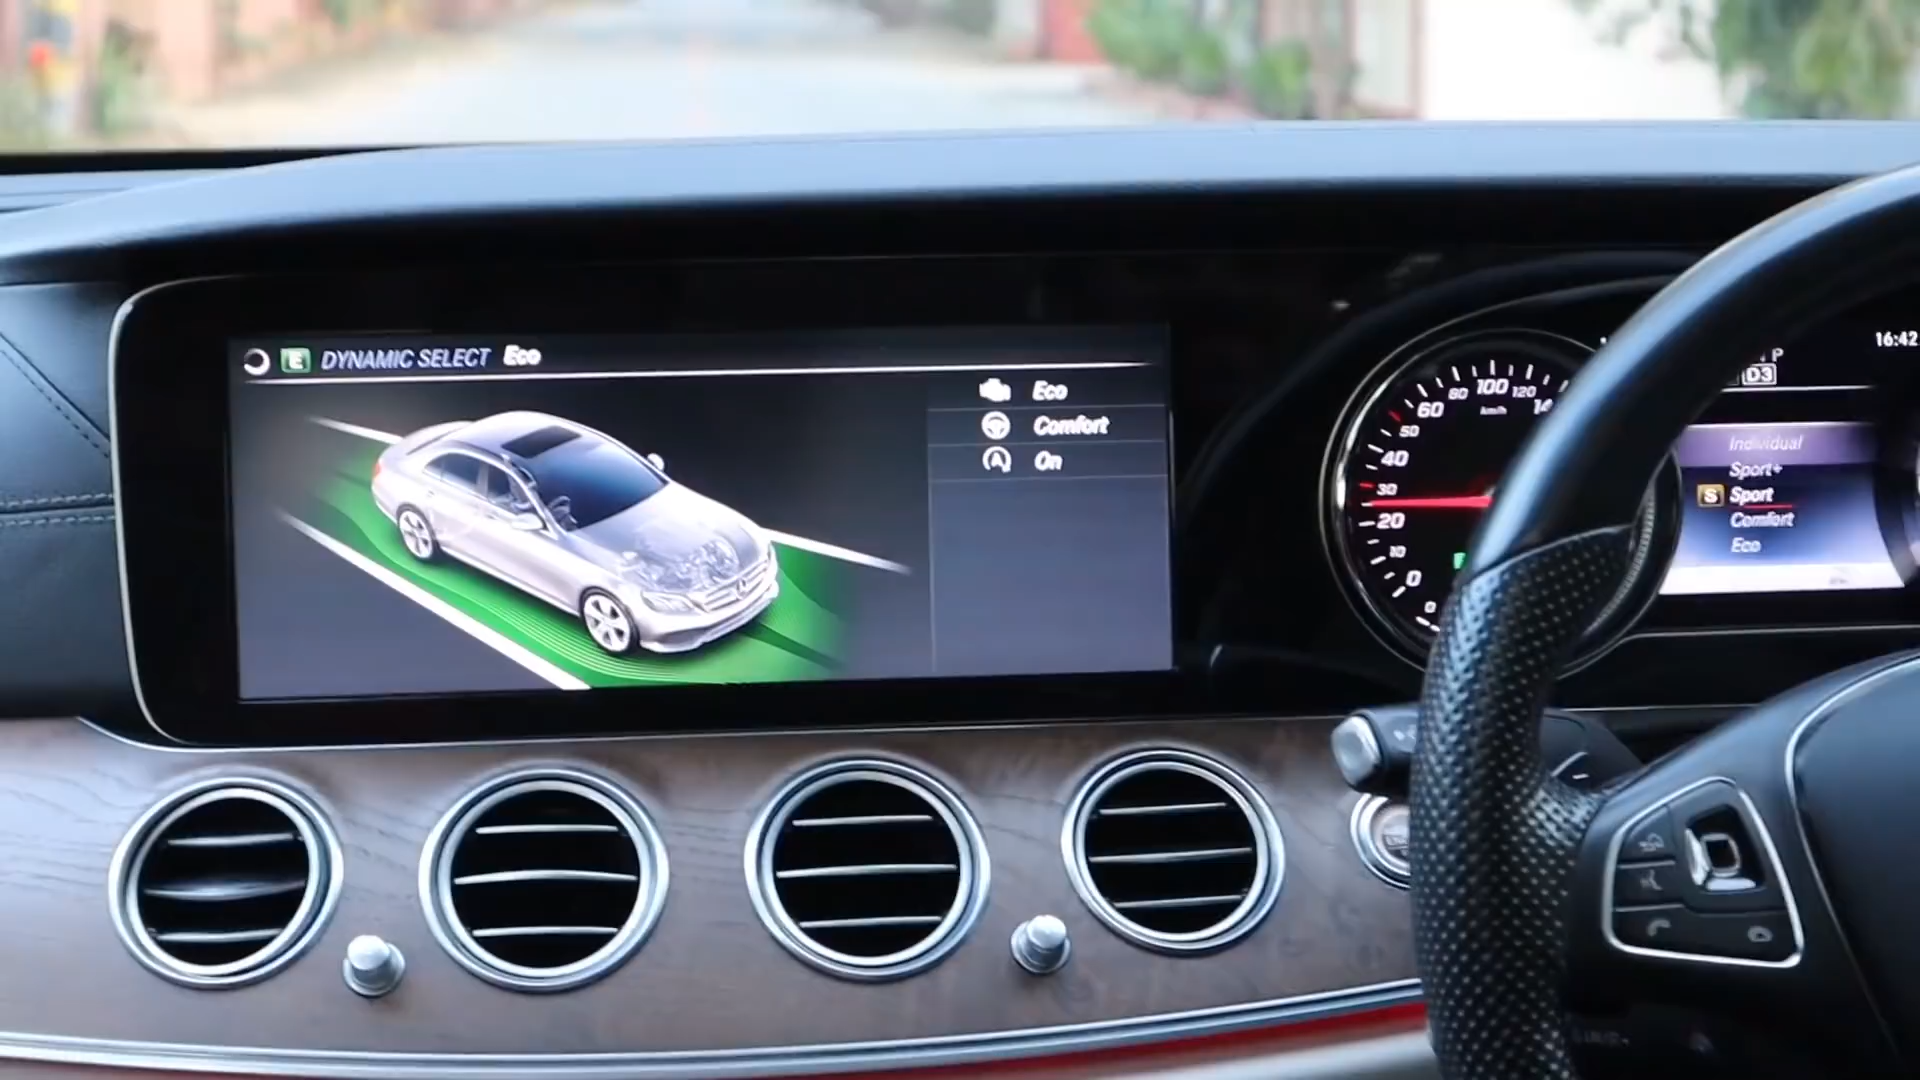 E DYNAMIC SELECT Eco
Eco
Comfort
A On
0
10
20
30
40
50
60
80
100
120
km/h
16:42
P
D3
Individual
Sport+
S Sport
Comfort
Eco